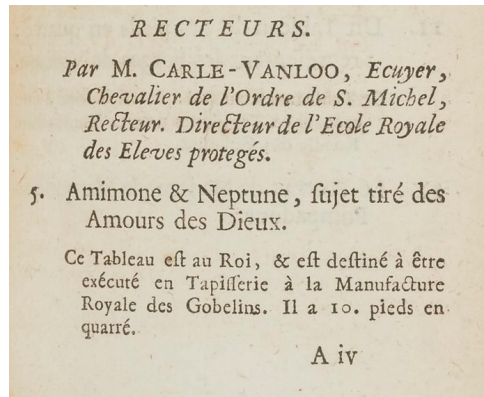 RECTEURS.
Par M. CARLE-VANLOO, Ecuyer,
Chevalier de l'Ordre de S. Michel,
Recteur. Directeur de l'Ecole Royale
des Eleves protegés.
5. Amimone & Neptune, ſujet tiré des
Amours des Dieux.
Ce Tableau eſt au Roi, & eſt deſtiné à être
exécuté en Tapiſſerie à la Manufacture
Royale des Gobelins. Il a 10. pieds en
quarré.
A iv